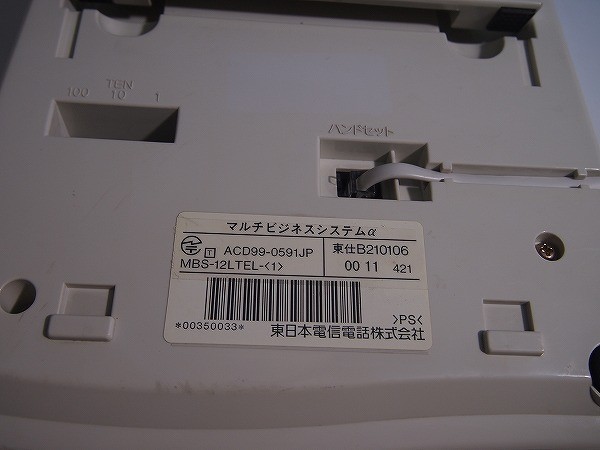 TEN
100 10 1
ハンドセット
マルチビジネスシステムα
T ACD99-0591JP 東仕B210106
MBS-12LTEL-<1> 00 11 421
>PS<
*00350033* 東日本電信電話株式会社